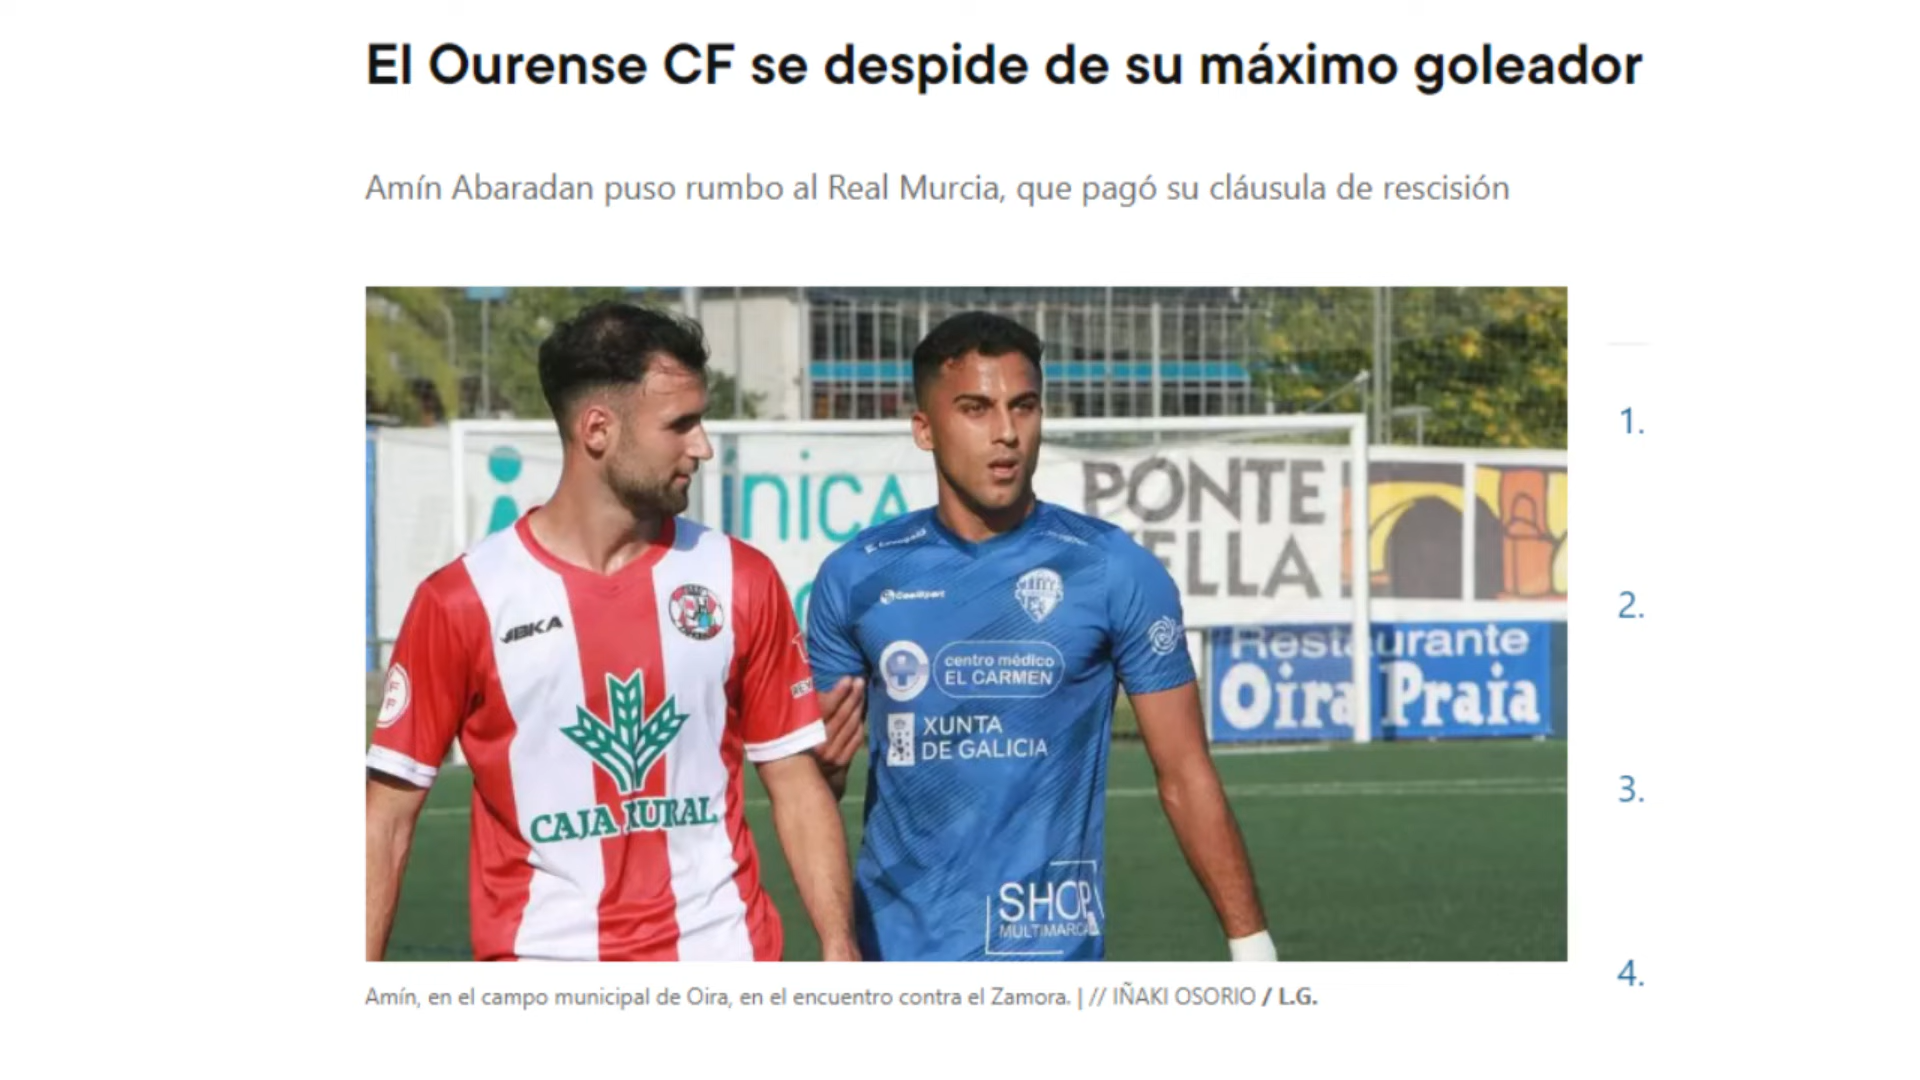 El Ourense CF se despide de su máximo goleador
Amín Abaradan puso rumbo al Real Murcia, que pagó su cláusula de rescisión
ínica
PONTE
ELLA
Restaurante
Oira Praia
JBKA
CAJA RURAL
centro médico
EL CARMEN
XUNTA
DE GALICIA
SHOP
MULTIMARCA
1.
2.
3.
4.
Amín, en el campo municipal de Oira, en el encuentro contra el Zamora. | // IÑAKI OSORIO / L.G.